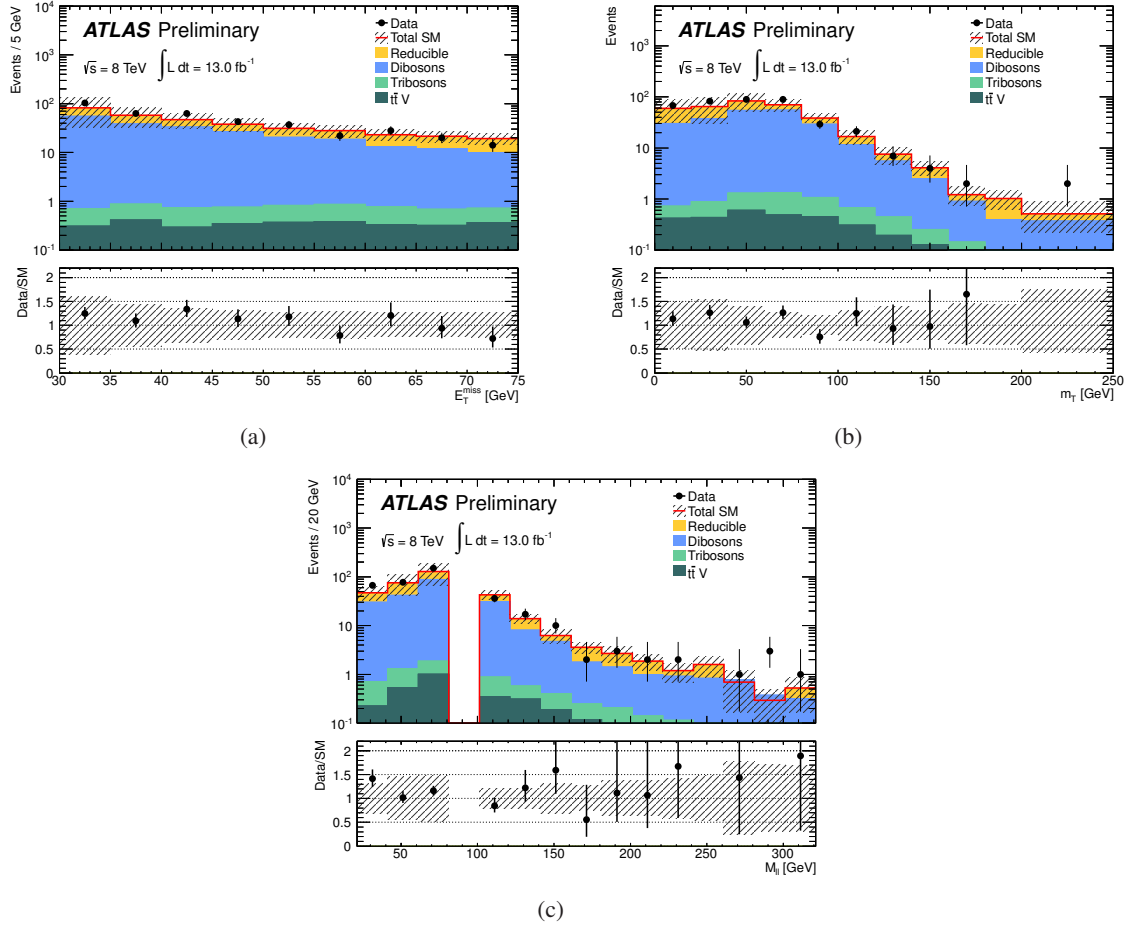 Events / 5 GeV
10⁴
10³
10²
10
1
10⁻¹
ATLAS Preliminary
√s = 8 TeV ∫ L dt = 13.0 fb⁻¹
Data
Total SM
Reducible
Dibosons
Tribosons
tt̄ V
Data/SM
2
1.5
1
0.5
0
30 35 40 45 50 55 60 65 70 75
E_T^miss [GeV]
(a)
Events
10³
10²
10
1
10⁻¹
ATLAS Preliminary
√s = 8 TeV ∫ L dt = 13.0 fb⁻¹
Data
Total SM
Reducible
Dibosons
Tribosons
tt̄ V
Data/SM
2
1.5
1
0.5
0
0 50 100 150 200 250
m_T [GeV]
(b)
Events / 20 GeV
10⁴
10³
10²
10
1
10⁻¹
ATLAS Preliminary
√s = 8 TeV ∫ L dt = 13.0 fb⁻¹
Data
Total SM
Reducible
Dibosons
Tribosons
tt̄ V
Data/SM
2
1.5
1
0.5
0
50 100 150 200 250 300
M_ll [GeV]
(c)